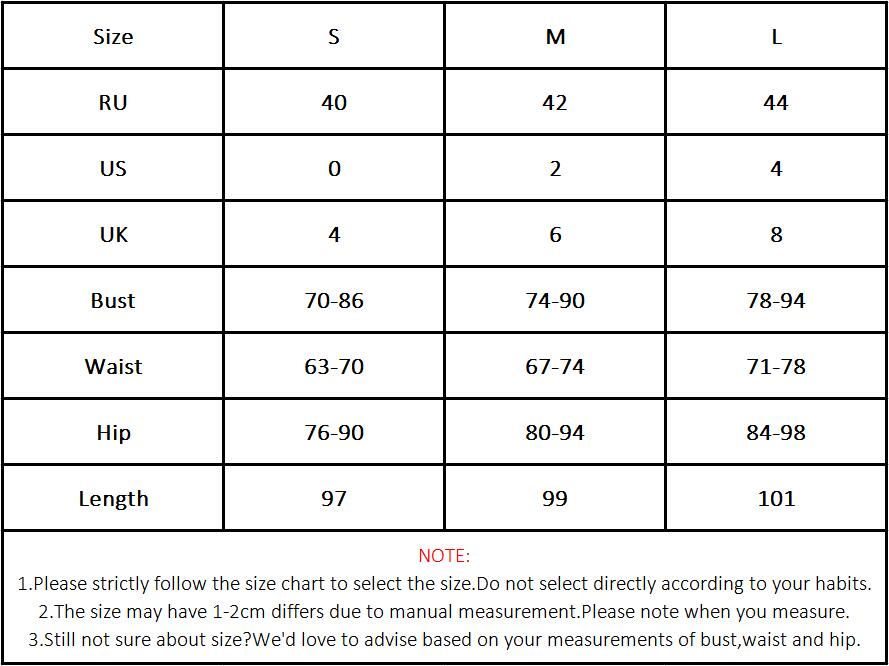 Size S M L
RU 40 42 44
US 0 2 4
UK 4 6 8
Bust 70-86 74-90 78-94
Waist 63-70 67-74 71-78
Hip 76-90 80-94 84-98
Length 97 99 101
NOTE:
1.Please strictly follow the size chart to select the size.Do not select directly according to your habits.
2.The size may have 1-2cm differs due to manual measurement.Please note when you measure.
3.Still not sure about size?We'd love to advise based on your measurements of bust,waist and hip.